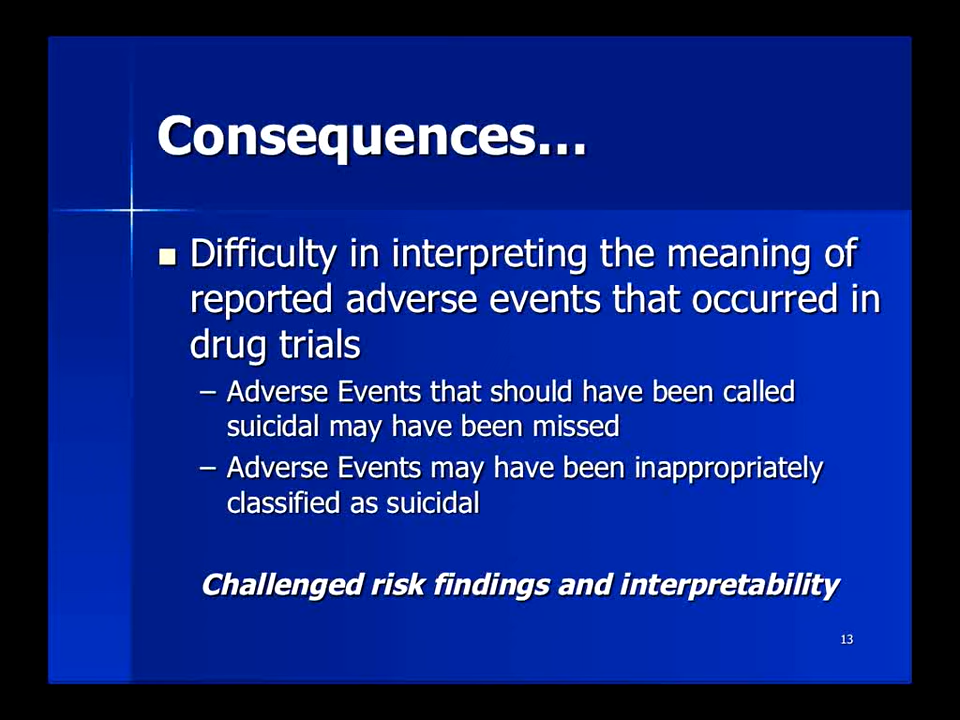 Consequences…
■ Difficulty in interpreting the meaning of
reported adverse events that occurred in
drug trials
– Adverse Events that should have been called
suicidal may have been missed
– Adverse Events may have been inappropriately
classified as suicidal
Challenged risk findings and interpretability
13